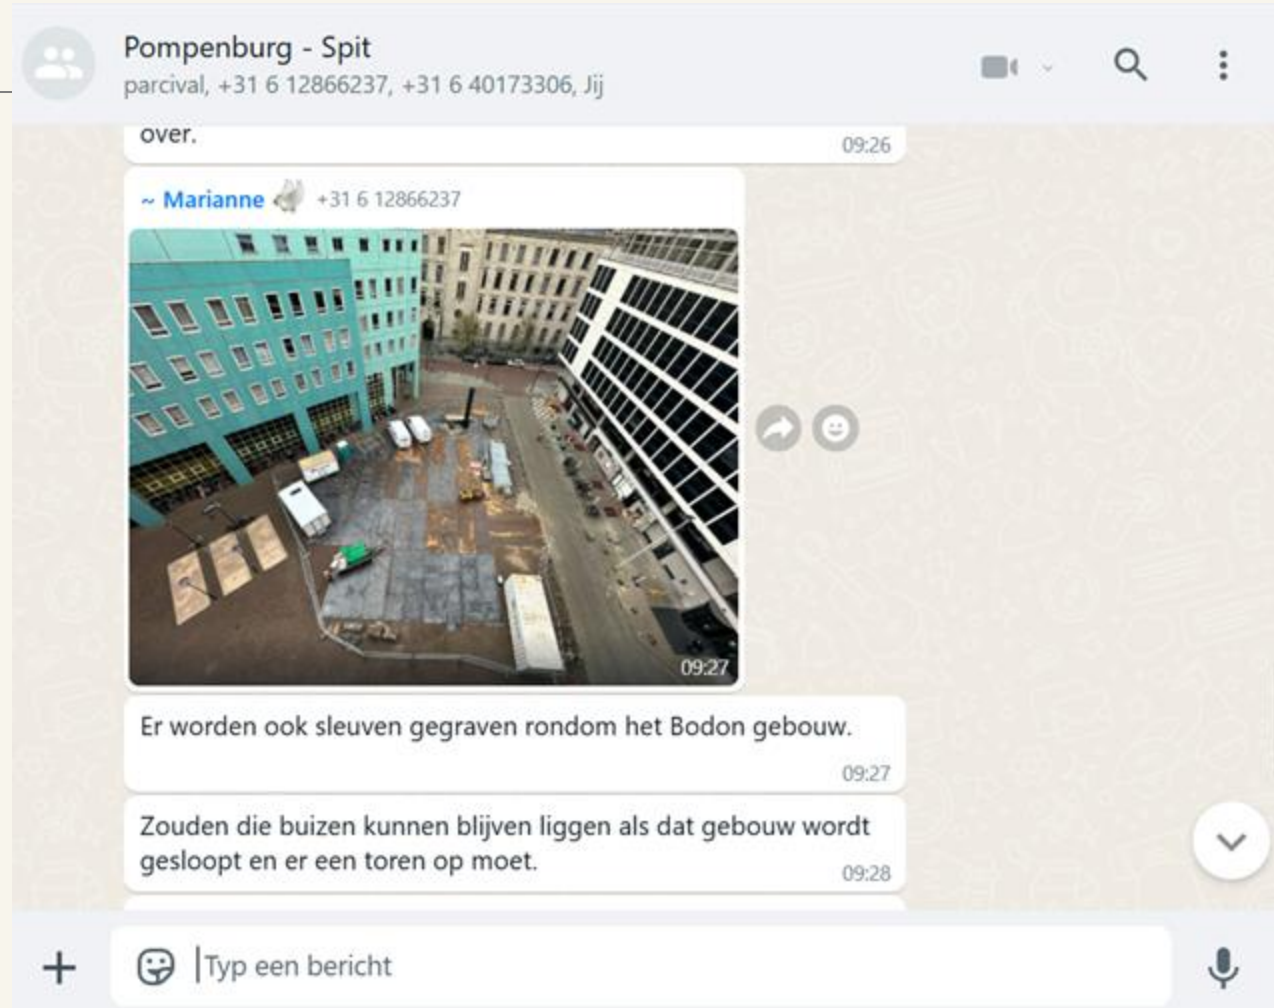 Pompenburg - Spit
parcival, +31 6 12866237, +31 6 40173306, Jij
over.
09:26
~ Marianne +31 6 12866237
09:27
Er worden ook sleuven gegraven rondom het Bodon gebouw.
09:27
Zouden die buizen kunnen blijven liggen als dat gebouw wordt
gesloopt en er een toren op moet.
09:28
Typ een bericht